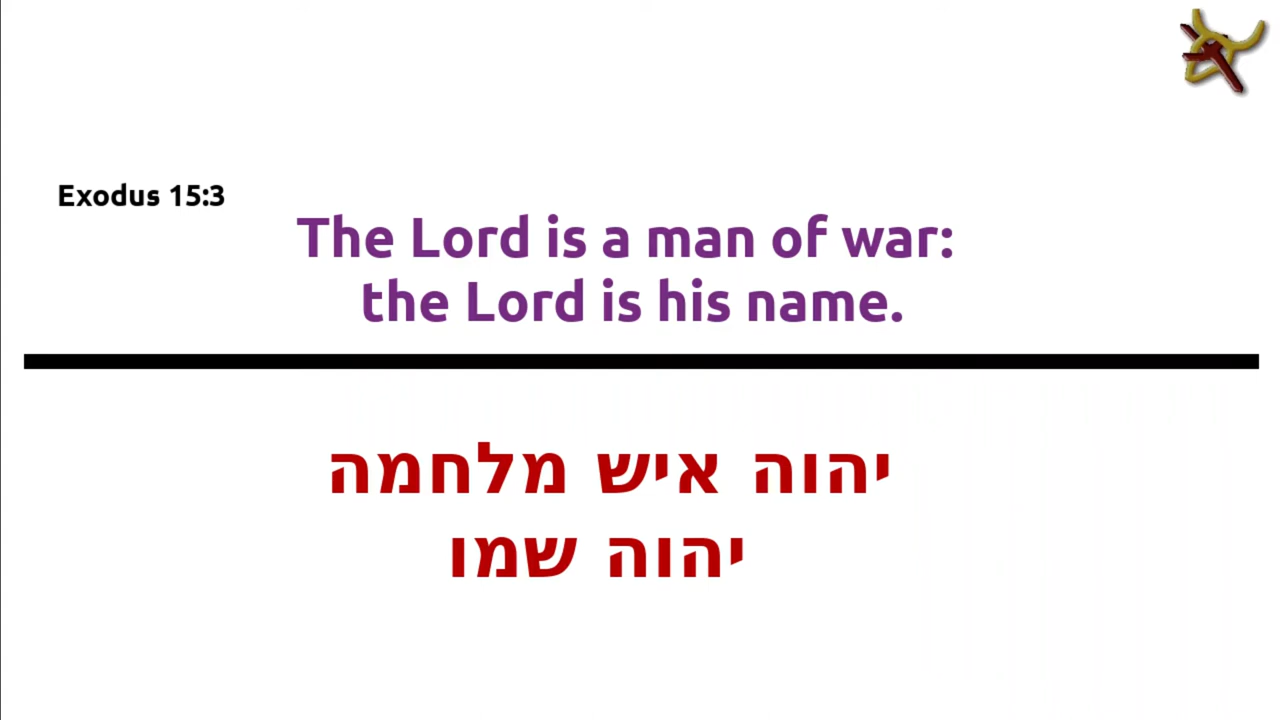 Exodus 15:3
The Lord is a man of war:
the Lord is his name.
יהוה איש מלחמה
יהוה שמו